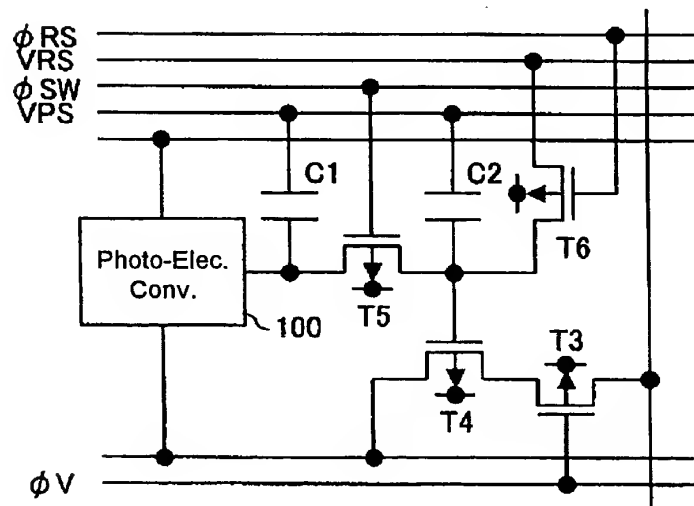 φRS
VRS
φSW
VPS
C1
C2
T6
Photo-Elec.
Conv.
100
T5
T3
T4
φV